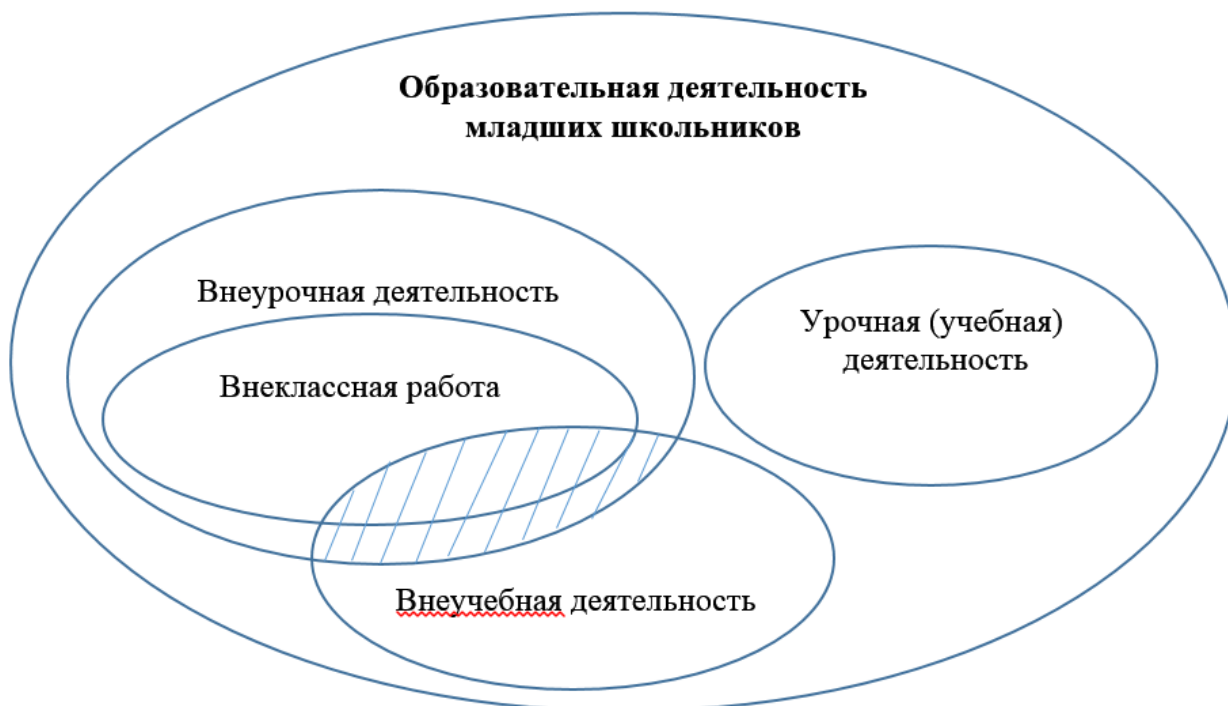 Образовательная деятельность
младших школьников
Внеурочная деятельность
Внеклассная работа
Урочная (учебная)
деятельность
Внеучебная деятельность